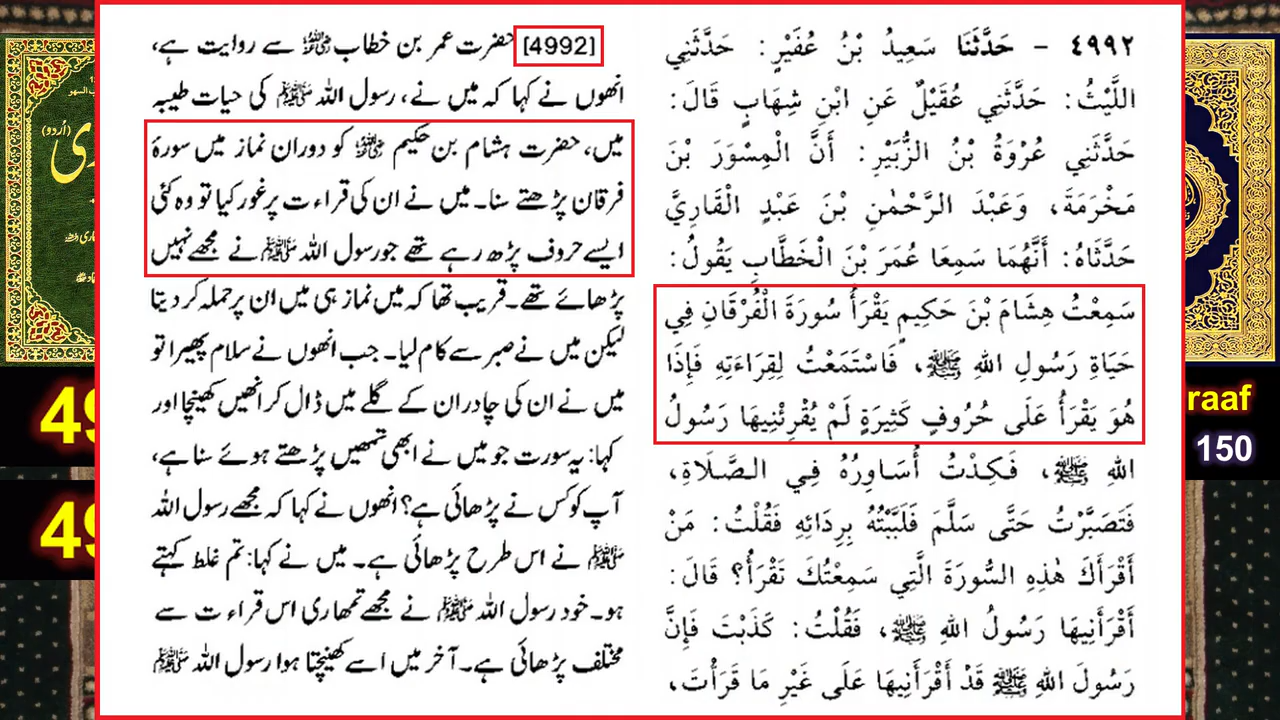 [4992] حضرت عمر بن خطاب ؓ سے روایت ہے،
انھوں نے کہا کہ میں نے، رسول اللہ ﷺ کی حیات طیبہ
میں، حضرت ہشام بن حکیم ؓ کو دوران نماز میں سورۂ
فرقان پڑھتے سنا۔ میں نے ان کی قراءت پر غور کیا تو وہ کئی
ایسے حروف پڑھ رہے تھے جو رسول اللہ ﷺ نے مجھے نہیں
پڑھائے تھے۔ قریب تھا کہ میں نماز ہی میں ان پر حملہ کر دیتا
لیکن میں نے صبر سے کام لیا۔ جب انھوں نے سلام پھیرا تو
میں نے ان کی چادر ان کے گلے میں ڈال کر انھیں کھینچا اور
کہا: یہ سورت جو میں نے ابھی تمھیں پڑھتے ہوئے سنا ہے،
آپ کو کس نے پڑھائی ہے؟ انھوں نے کہا کہ مجھے رسول اللہ
ﷺ نے اس طرح پڑھائی ہے۔ میں نے کہا: تم غلط کہتے
ہو۔ خود رسول اللہ ﷺ نے مجھے تمھاری اس قراءت سے
مختلف پڑھائی ہے۔ آخر میں اسے کھینچتا ہوا رسول اللہ ﷺ
٤٩٩٢ - حَدَّثَنَا سَعِيدُ بْنُ عُفَيْرٍ: حَدَّثَنِي
اللَّيْثُ: حَدَّثَنِي عُقَيْلٌ عَنِ ابْنِ شِهَابٍ قَالَ:
حَدَّثَنِي عُرْوَةُ بْنُ الزُّبَيْرِ: أَنَّ الْمِسْوَرَ بْنَ
مَخْرَمَةَ، وَعَبْدَ الرَّحْمٰنِ بْنَ عَبْدٍ الْقَارِيَّ
حَدَّثَاهُ: أَنَّهُمَا سَمِعَا عُمَرَ بْنَ الْخَطَّابِ يَقُولُ:
سَمِعْتُ هِشَامَ بْنَ حَكِيمٍ يَقْرَأُ سُورَةَ الْفُرْقَانِ فِي
حَيَاةِ رَسُولِ اللهِ ﷺ، فَاسْتَمَعْتُ لِقِرَاءَتِهِ فَإِذَا
هُوَ يَقْرَأُ عَلَى حُرُوفٍ كَثِيرَةٍ لَمْ يُقْرِئْنِيهَا رَسُولُ
اللهِ ﷺ، فَكِدْتُ أُسَاوِرُهُ فِي الصَّلَاةِ،
فَتَصَبَّرْتُ حَتَّى سَلَّمَ فَلَبَّبْتُهُ بِرِدَائِهِ فَقُلْتُ: مَنْ
أَقْرَأَكَ هٰذِهِ السُّورَةَ الَّتِي سَمِعْتُكَ تَقْرَأُ؟ قَالَ:
أَقْرَأَنِيهَا رَسُولُ اللهِ ﷺ، فَقُلْتُ: كَذَبْتَ فَإِنَّ
رَسُولَ اللهِ ﷺ قَدْ أَقْرَأَنِيهَا عَلَى غَيْرِ مَا قَرَأْتَ،
(اُردو)
raaf
150